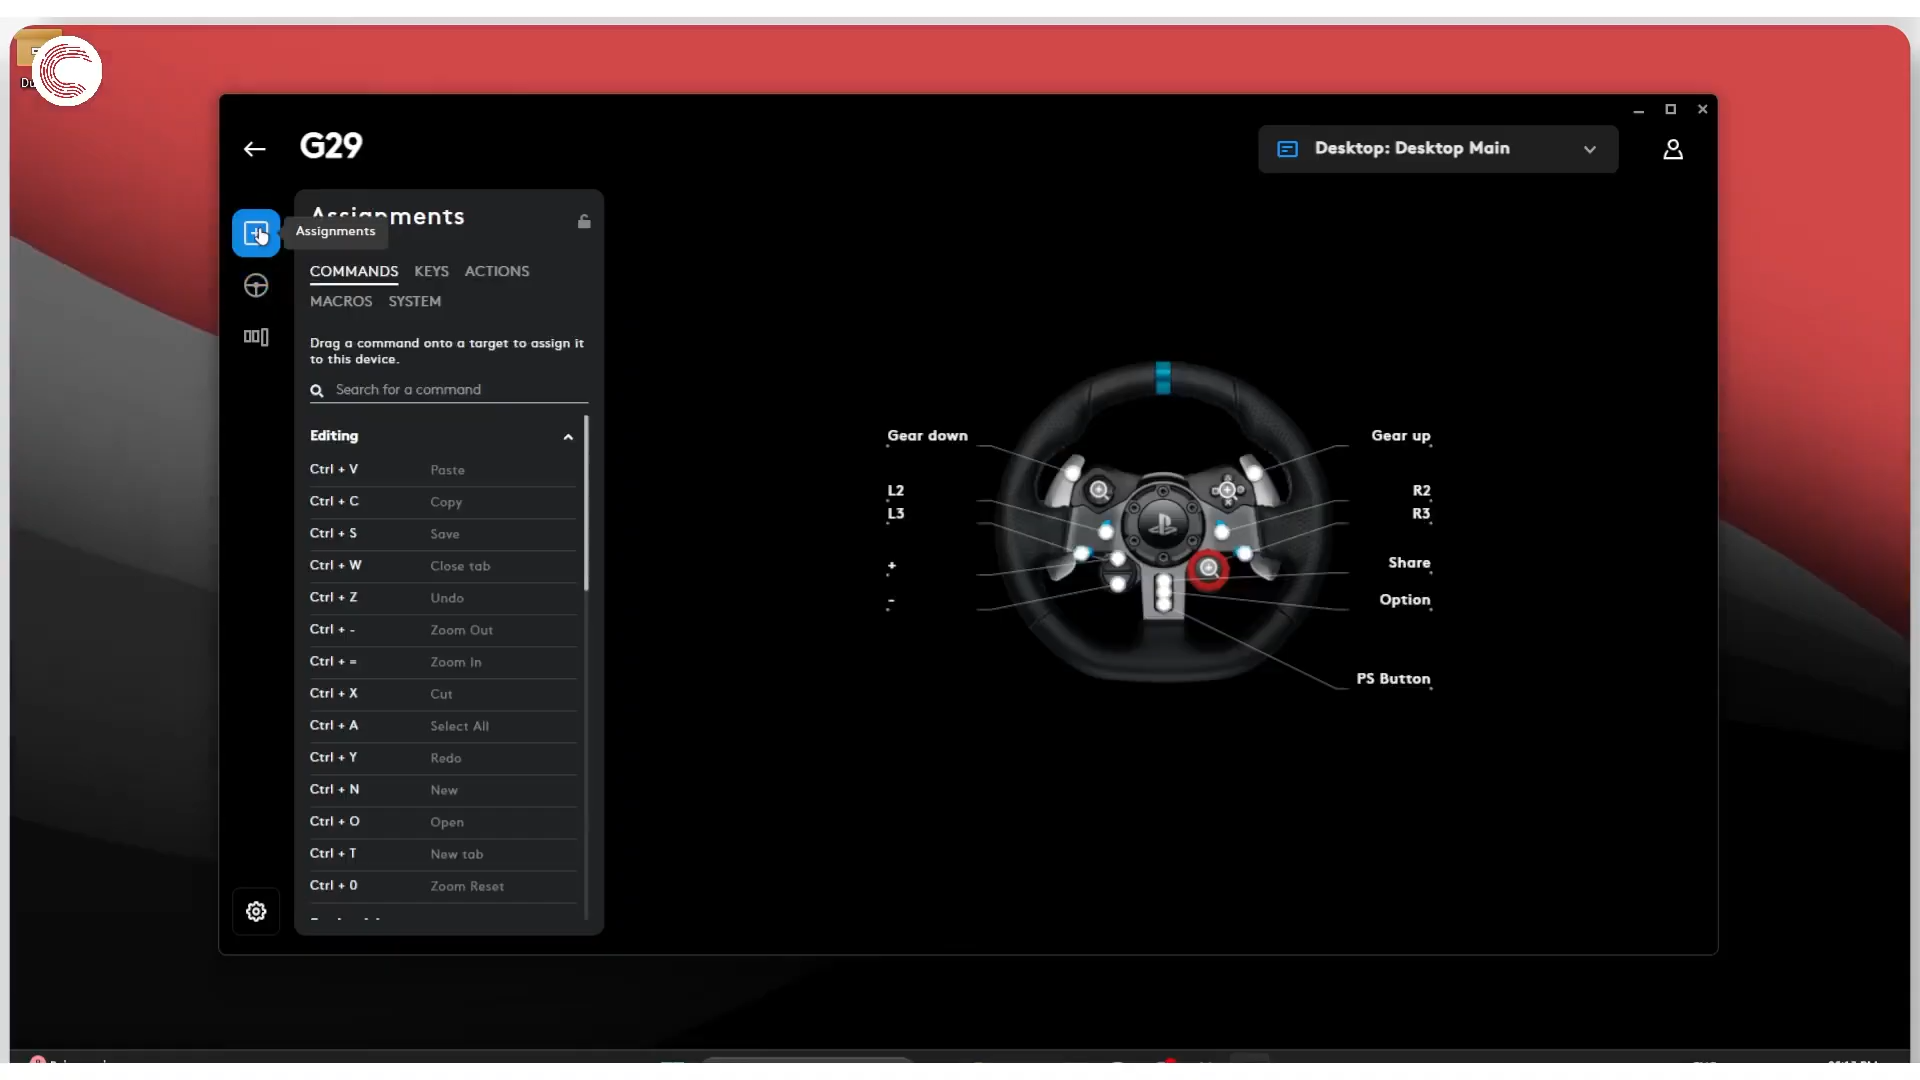 G29
Desktop: Desktop Main
Assignments
Assignments
COMMANDS KEYS ACTIONS
MACROS SYSTEM
Drag a command onto a target to assign it
to this device.
Search for a command
Editing
Ctrl + V Paste
Ctrl + C Copy
Ctrl + S Save
Ctrl + W Close tab
Ctrl + Z Undo
Ctrl + - Zoom Out
Ctrl + = Zoom In
Ctrl + X Cut
Ctrl + A Select All
Ctrl + Y Redo
Ctrl + N New
Ctrl + O Open
Ctrl + T New tab
Ctrl + 0 Zoom Reset
Gear down
Gear up
L2
R2
L3
R3
+
Share
-
Option
PS Button